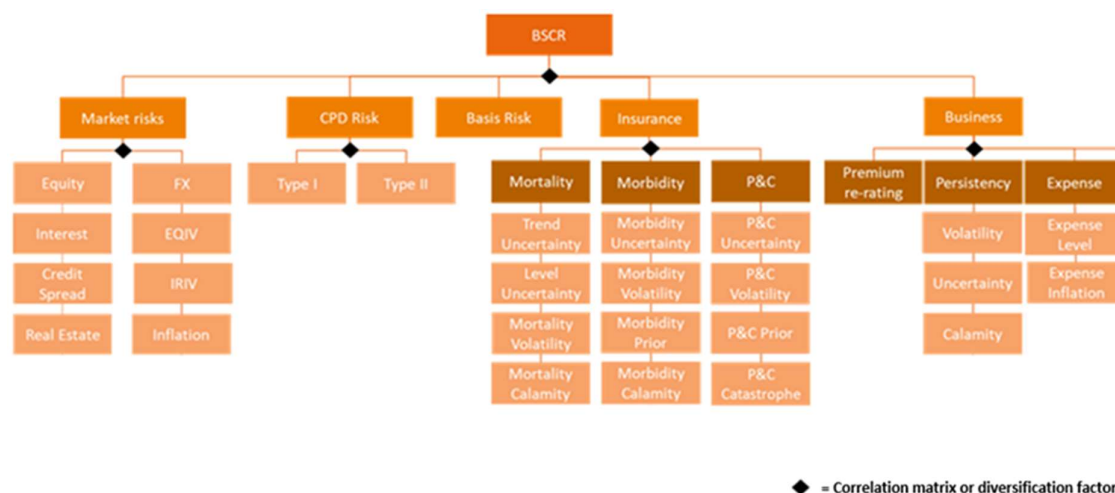 BSCR
Market risks
CPD Risk
Basis Risk
Insurance
Business
Equity
FX
Type I
Type II
Mortality
Morbidity
P&C
Premium
re-rating
Persistency
Expense
Interest
EQIV
Trend
Uncertainty
Morbidity
Uncertainty
P&C
Uncertainty
Volatility
Expense
Level
Credit
Spread
IRIV
Level
Uncertainty
Morbidity
Volatility
P&C
Volatility
Uncertainty
Expense
Inflation
Real Estate
Inflation
Mortality
Volatility
Morbidity
Prior
P&C Prior
Calamity
Mortality
Calamity
Morbidity
Calamity
P&C
Catastrophe
= Correlation matrix or diversification factor